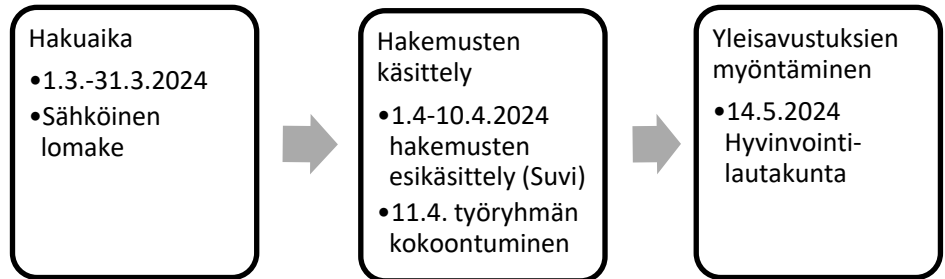 Hakuaika
•1.3.-31.3.2024
•Sähköinen
lomake
Hakemusten
käsittely
•1.4-10.4.2024
hakemusten
esikäsittely (Suvi)
•11.4. työryhmän
kokoontuminen
Yleisavustuksien
myöntäminen
•14.5.2024
Hyvinvointi-
lautakunta